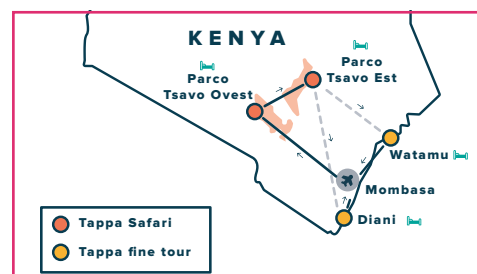 KENYA
Parco
Tsavo Est
Parco
Tsavo Ovest
Watamu
Mombasa
Diani
Tappa Safari
Tappa fine tour